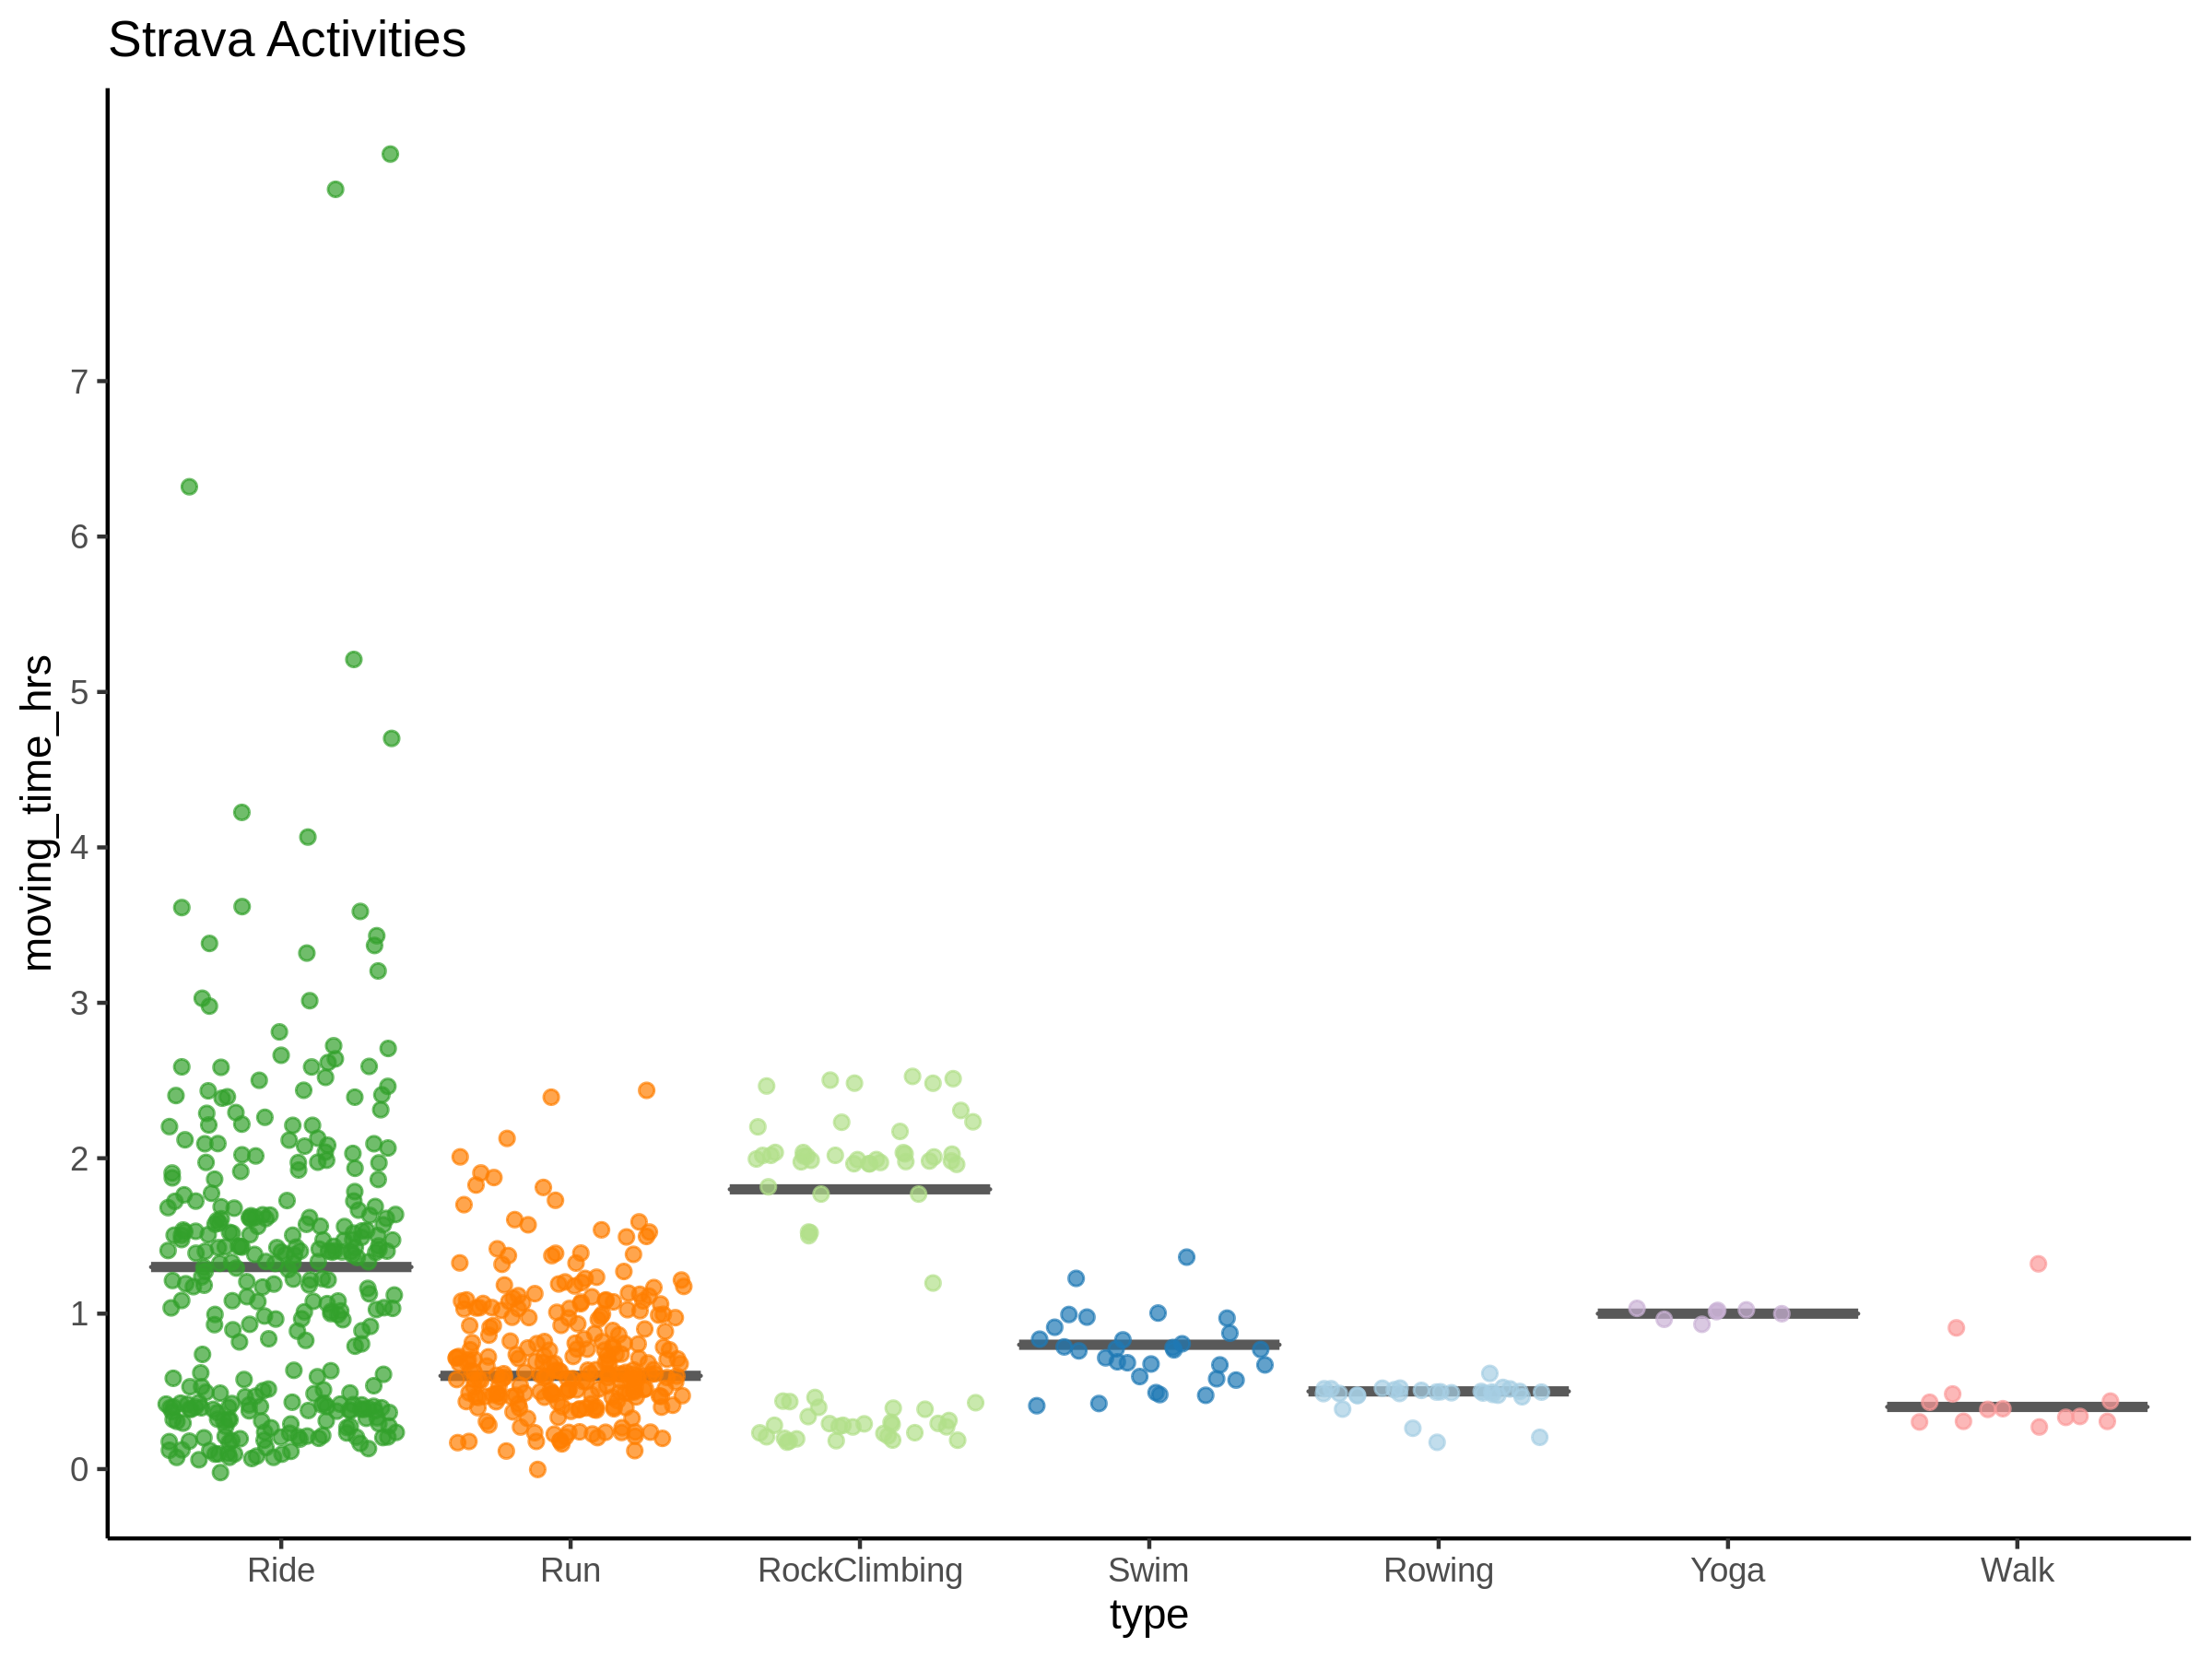 Strava Activities
moving_time_hrs
7
6
5
4
3
2
1
0
Ride Run RockClimbing Swim Rowing Yoga Walk
type